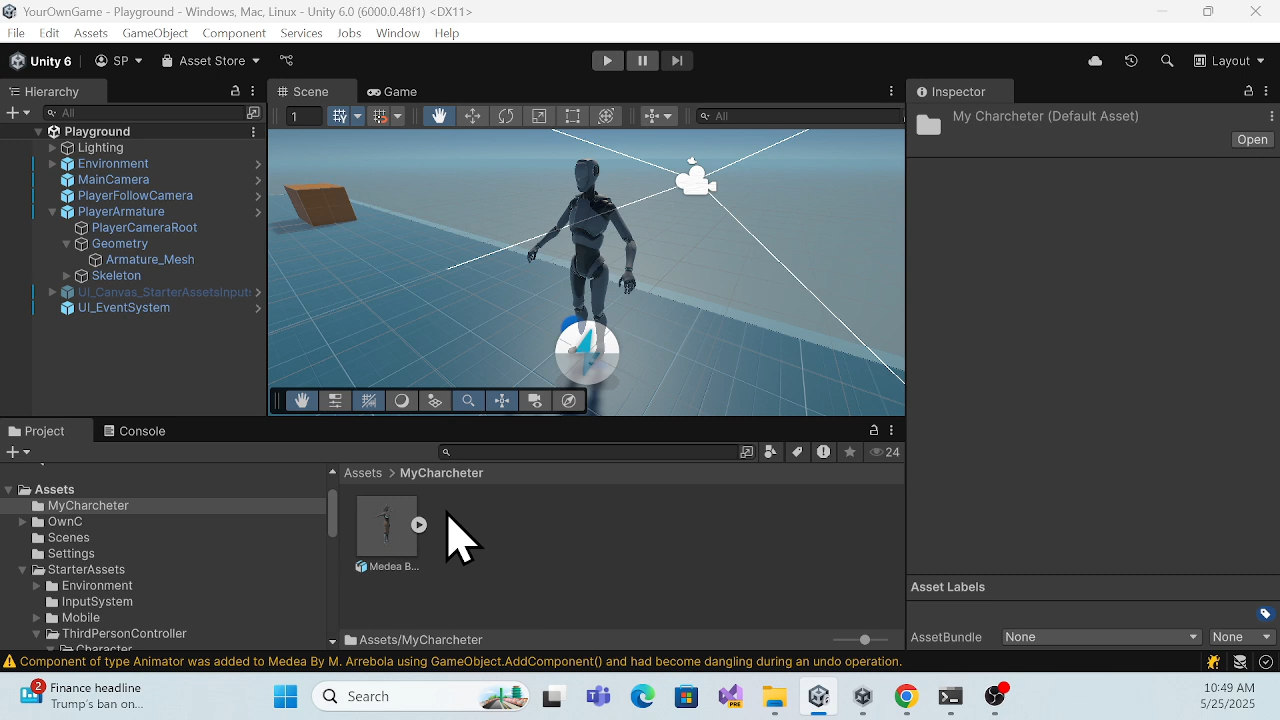 YourOwnGame - Playground - Windows, Mac, Linux - Unity 6.0 (6000.0.48f1) <DX11>
File Edit Assets GameObject Component Services Jobs Window Help
Unity 6 SP Asset Store Layout
Hierarchy
All
Playground
Lighting
Environment
MainCamera
PlayerFollowCamera
PlayerArmature
PlayerCameraRoot
Geometry
Armature_Mesh
Skeleton
UI_Canvas_StarterAssetsInputs
UI_EventSystem
Scene Game
1 All
Inspector
My Charcheter (Default Asset)
Open
Project Console
24
Assets
MyCharcheter
OwnC
Scenes
Settings
StarterAssets
Environment
InputSystem
Mobile
ThirdPersonController
Character
Assets > MyCharcheter
Medea B...
Assets/MyCharcheter
Asset Labels
AssetBundle None None
Component of type Animator was added to Medea By M. Arrebola using GameObject.AddComponent() and had become dangling during an undo operation.
2
Finance headline
Trump's ban on...
Search
PRE
10:49 AM
5/25/2025